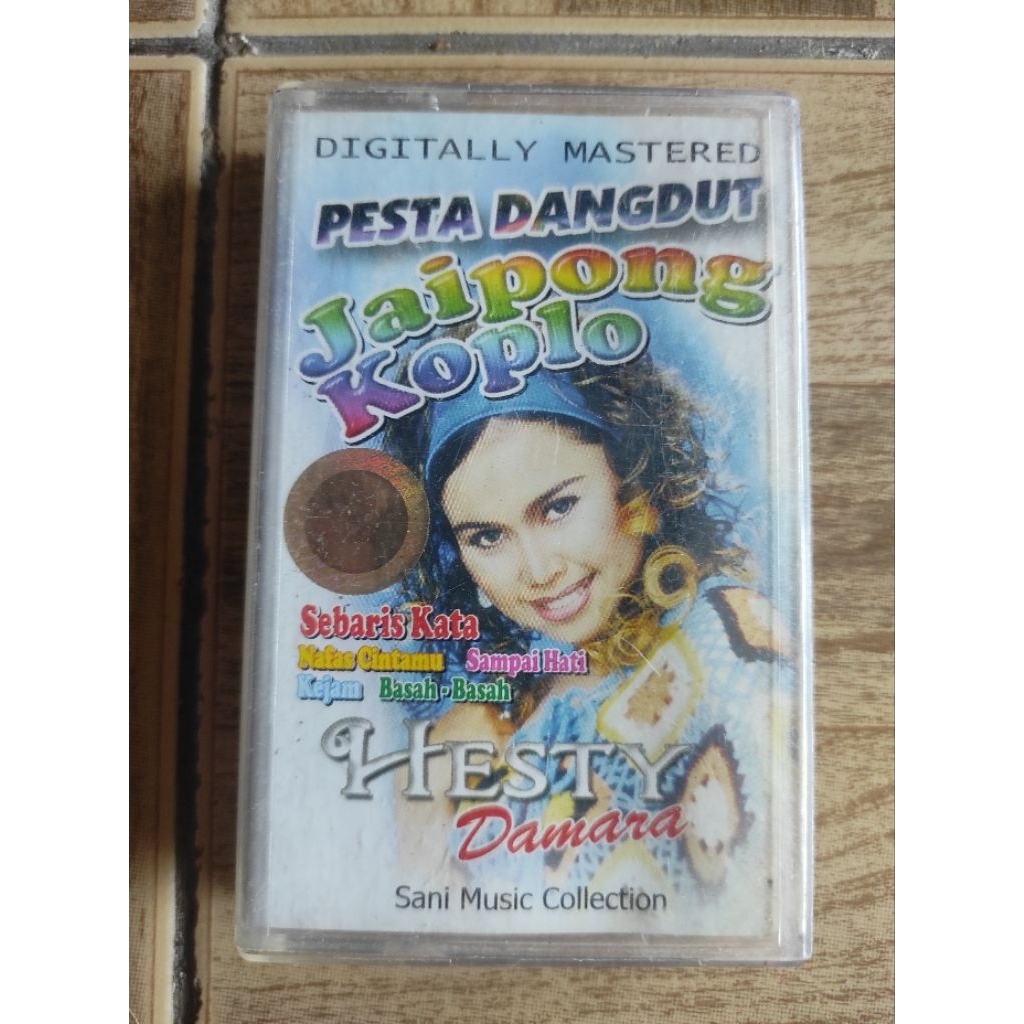 DIGITALLY MASTERED
PESTA DANGDUT
Jaipong
Koplo
Sebaris Kata
Nafas Cintamu Sampai Hati
Kejam Basah - Basah
HESTY
Damara
Sani Music Collection